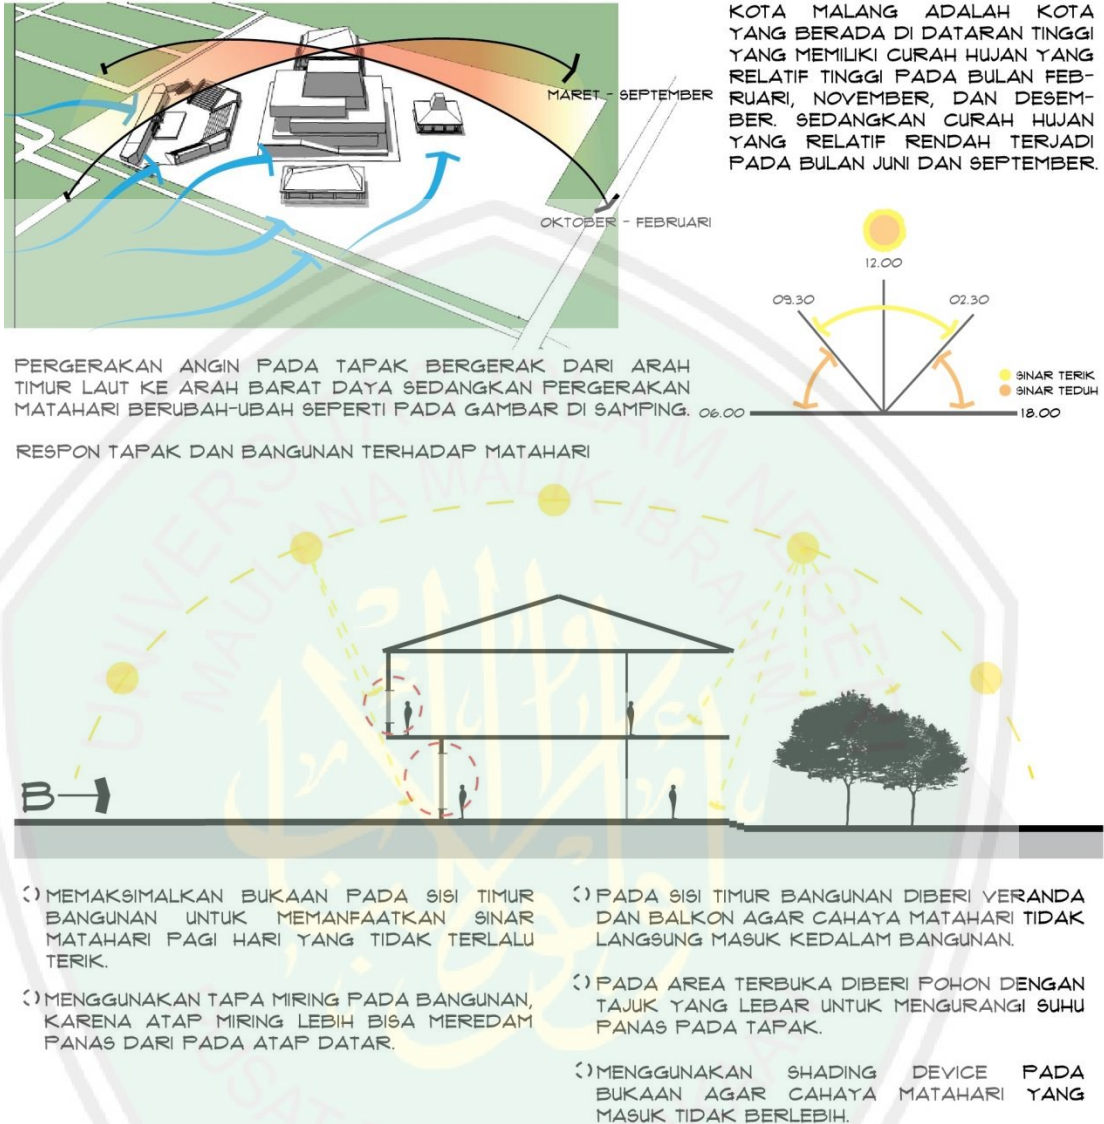 KOTA MALANG ADALAH KOTA
YANG BERADA DI DATARAN TINGGI
YANG MEMILIKI CURAH HUJAN YANG
RELATIF TINGGI PADA BULAN FEB-
RUARI, NOVEMBER, DAN DESEM-
BER. SEDANGKAN CURAH HUJAN
YANG RELATIF RENDAH TERJADI
PADA BULAN JUNI DAN SEPTEMBER.
MARET - SEPTEMBER
OKTOBER - FEBRUARI
12.00
09.30
02.30
SINAR TERIK
SINAR TEDUH
06.00
18.00
PERGERAKAN ANGIN PADA TAPAK BERGERAK DARI ARAH
TIMUR LAUT KE ARAH BARAT DAYA SEDANGKAN PERGERAKAN
MATAHARI BERUBAH-UBAH SEPERTI PADA GAMBAR DI SAMPING.
RESPON TAPAK DAN BANGUNAN TERHADAP MATAHARI
UNIVERSITAS ISLAM NEGERI
MAULANA MALIK IBRAHIM
B
MEMAKSIMALKAN BUKAAN PADA SISI TIMUR
BANGUNAN UNTUK MEMANFAATKAN SINAR
MATAHARI PAGI HARI YANG TIDAK TERLALU
TERIK.
MENGGUNAKAN TAPA MIRING PADA BANGUNAN,
KARENA ATAP MIRING LEBIH BISA MEREDAM
PANAS DARI PADA ATAP DATAR.
PADA SISI TIMUR BANGUNAN DIBERI VERANDA
DAN BALKON AGAR CAHAYA MATAHARI TIDAK
LANGSUNG MASUK KEDALAM BANGUNAN.
PADA AREA TERBUKA DIBERI POHON DENGAN
TAJUK YANG LEBAR UNTUK MENGURANGI SUHU
PANAS PADA TAPAK.
MENGGUNAKAN SHADING DEVICE PADA
BUKAAN AGAR CAHAYA MATAHARI YANG
MASUK TIDAK BERLEBIH.